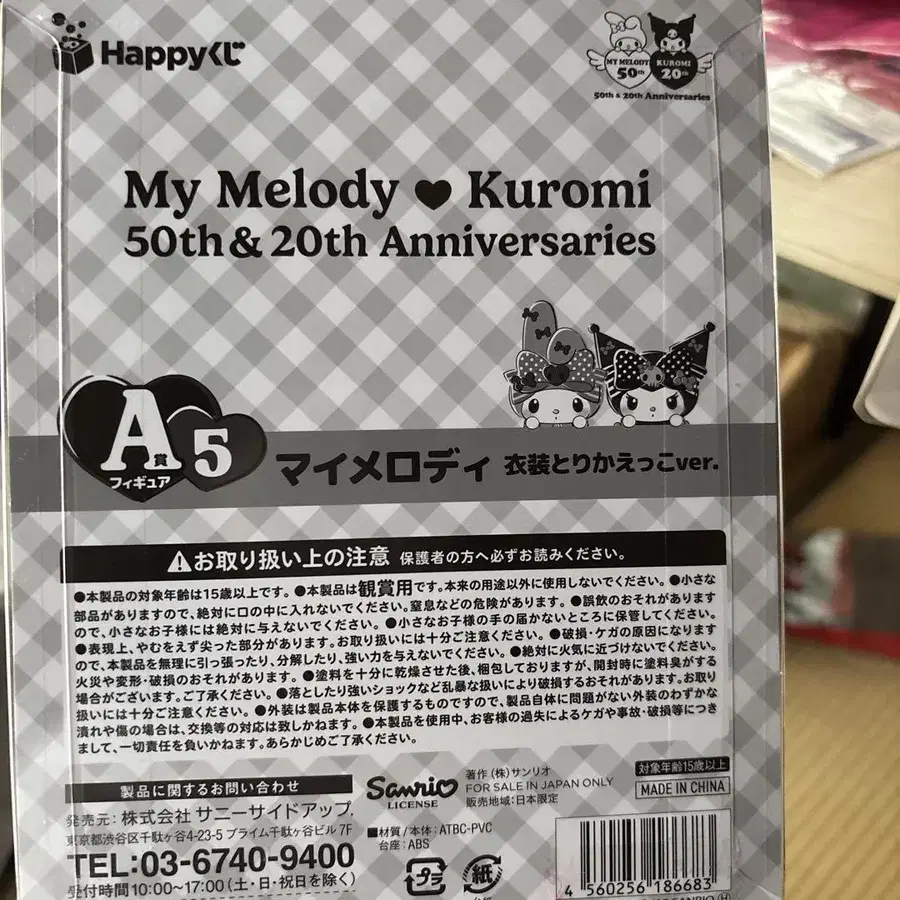 Happyくじ
MY MELODY 50th KUROMI 20th
50th & 20th Anniversaries
My Melody ♥ Kuromi
50th & 20th Anniversaries
A賞 5
フィギュア
マイメロディ 衣装とりかえっこver.
⚠お取り扱い上の注意 保護者の方へ必ずお読みください。
●本製品の対象年齢は15歳以上です。●本製品は観賞用です。本来の用途以外に使用しないでください。●小さな
部品がありますので、絶対に口の中に入れないでください。窒息などの危険があります。●誤飲のおそれがあります
ので、小さなお子様には絶対に与えないでください。●小さなお子様の手の届かないところに保管してください。
●表現上、やむをえず尖った部分があります。お取り扱いには十分ご注意ください。●破損・ケガの原因になります
ので、本製品を無理に引っ張ったり、分解したり、強い力を与えないでください。●絶対に火気に近づけないでください。
火災や変形・破損のおそれがあります。●塗料を十分に乾燥させた後、梱包しておりますが、開封時に塗料臭がする
場合がございます。ご了承ください。●落としたり強いショックなど乱暴な扱いにより破損するおそれがあります。お取り
扱いには十分ご注意ください。●外装は製品本体を保護するものですので、製品自体に問題がない外装のわずかな
潰れや傷の場合は、交換等の対応は致しかねます。●本製品を使用中、お客様の過失によるケガや事故・破損等につき
まして、一切責任を負いかねます。あらかじめご了承ください。
製品に関するお問い合わせ
発売元：株式会社 サニーサイドアップ
東京都渋谷区千駄ヶ谷4-23-5 プライム千駄ヶ谷ビル 7F
TEL:03-6740-9400
受付時間 10:00～17:00（土・日・祝日を除く）
Sanrio
LICENSE
著作（株）サンリオ
FOR SALE IN JAPAN ONLY
販売地域：日本限定
対象年齢15歳以上
MADE IN CHINA
■材質／本体：ATBC-PVC
台座：ABS
プラ
紙
台紙
4 560256 186683